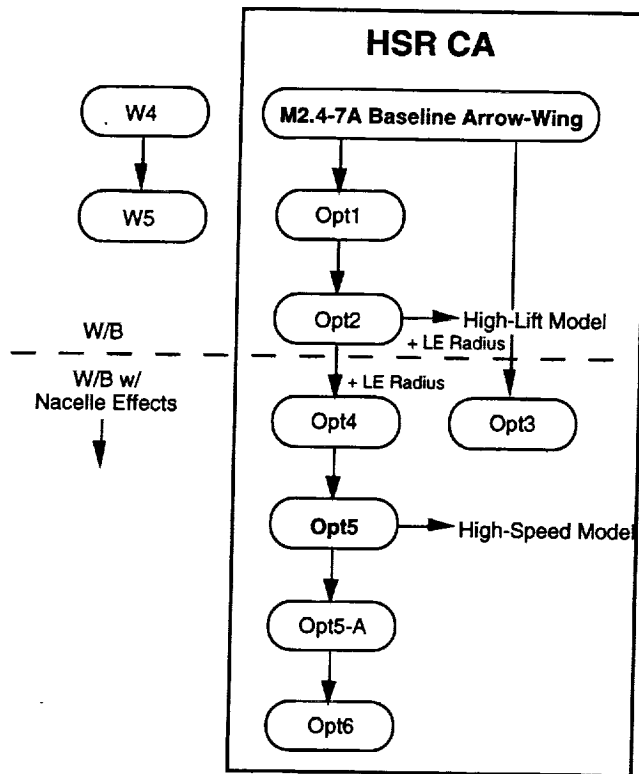 HSR CA
W4
M2.4-7A Baseline Arrow-Wing
W5
Opt1
Opt2
High-Lift Model
+ LE Radius
W/B
W/B w/
Nacelle Effects
+ LE Radius
Opt4
Opt3
Opt5
High-Speed Model
Opt5-A
Opt6